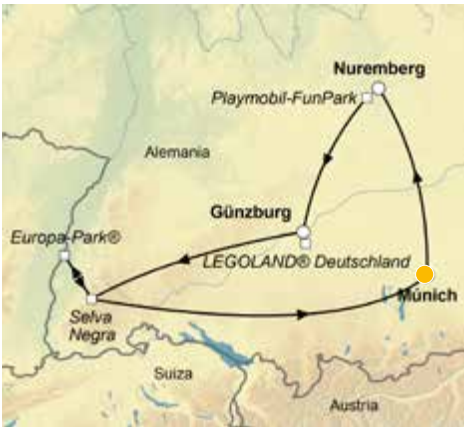 Nuremberg
Playmobil-FunPark
Alemania
Günzburg
Europa-Park®
LEGOLAND® Deutschland
Múnich
Selva
Negra
Suiza
Austria